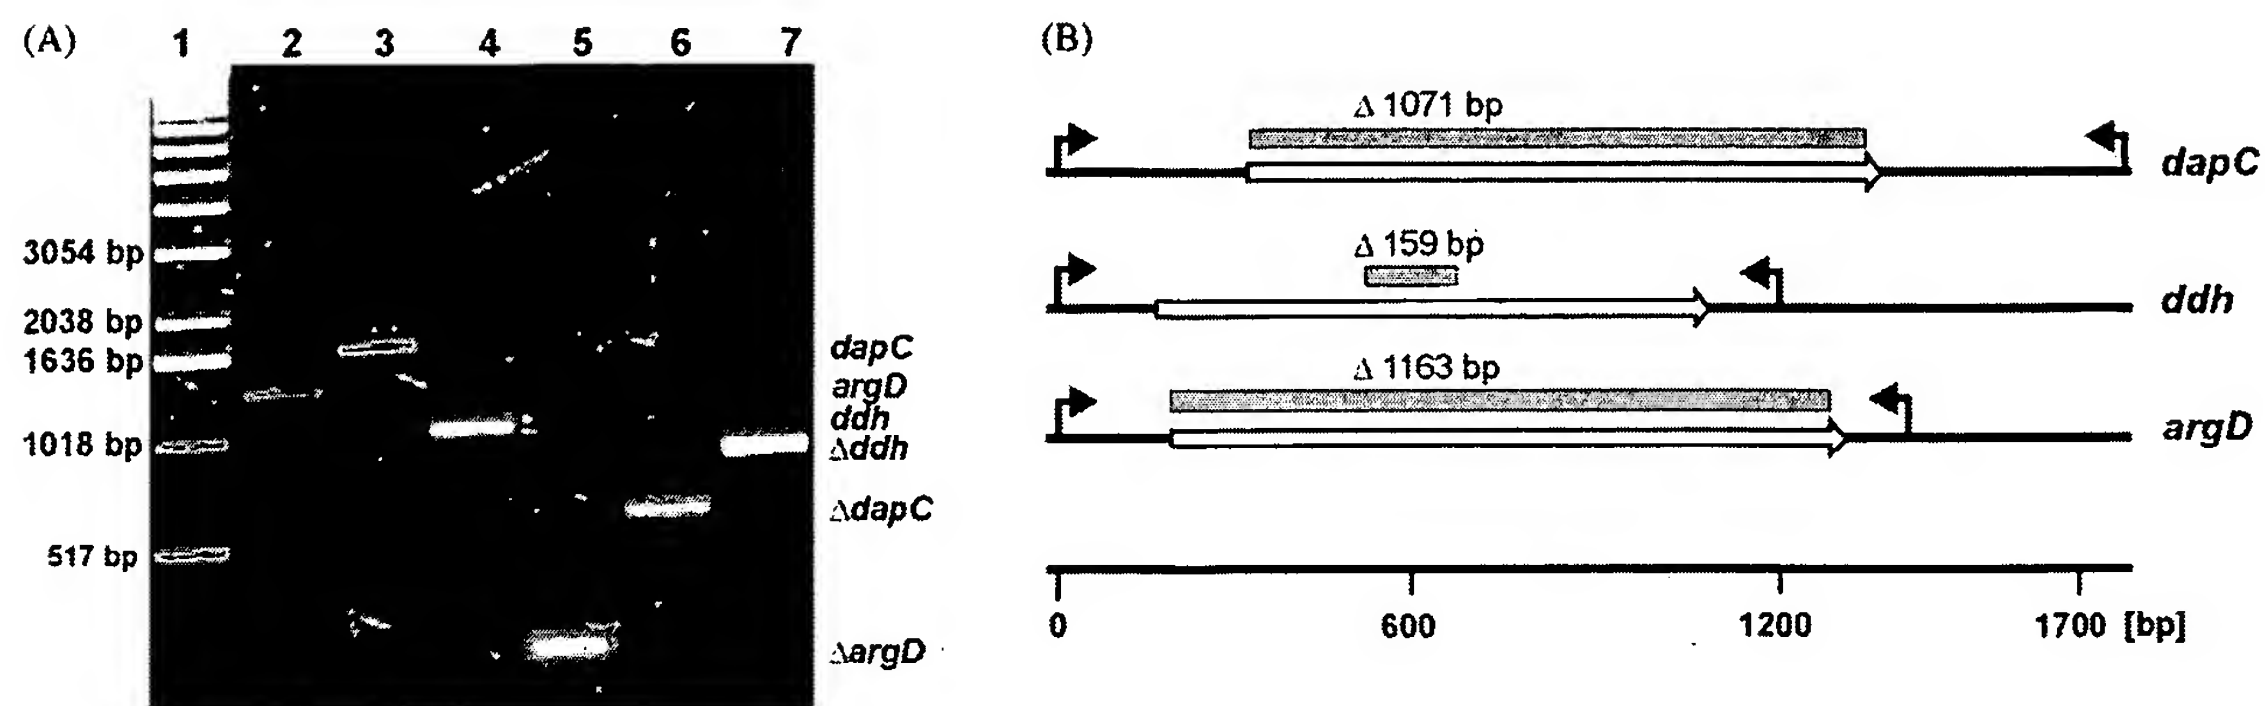 (A)
1 2 3 4 5 6 7
3054 bp
2038 bp
1636 bp
1018 bp
517 bp
dapC
argD
ddh
Δddh
ΔdapC
ΔargD
(B)
Δ 1071 bp
dapC
Δ 159 bp
ddh
Δ 1163 bp
argD
0 600 1200 1700 [bp]